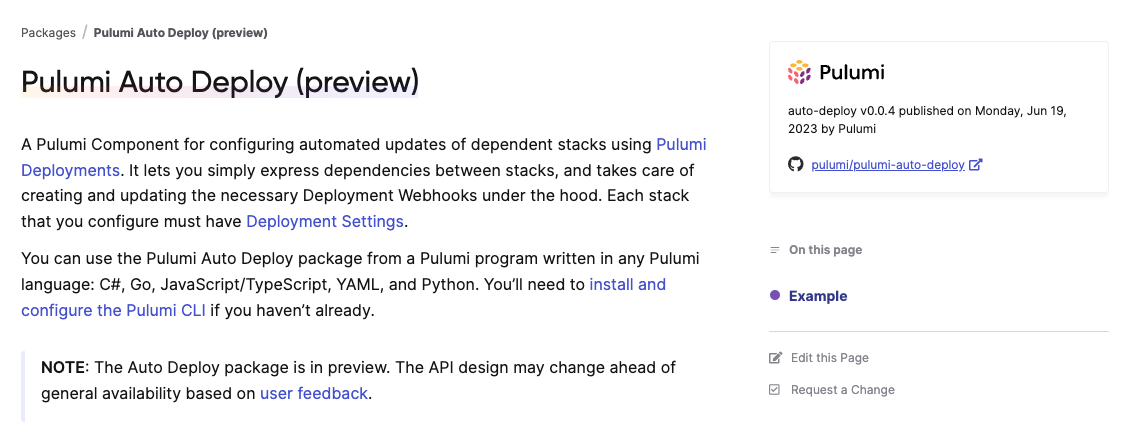 Packages / Pulumi Auto Deploy (preview)
Pulumi Auto Deploy (preview)
A Pulumi Component for configuring automated updates of dependent stacks using Pulumi
Deployments. It lets you simply express dependencies between stacks, and takes care of
creating and updating the necessary Deployment Webhooks under the hood. Each stack
that you configure must have Deployment Settings.
You can use the Pulumi Auto Deploy package from a Pulumi program written in any Pulumi
language: C#, Go, JavaScript/TypeScript, YAML, and Python. You’ll need to install and
configure the Pulumi CLI if you haven’t already.
NOTE: The Auto Deploy package is in preview. The API design may change ahead of
general availability based on user feedback.
Pulumi
auto-deploy v0.0.4 published on Monday, Jun 19,
2023 by Pulumi
pulumi/pulumi-auto-deploy
On this page
Example
Edit this Page
Request a Change